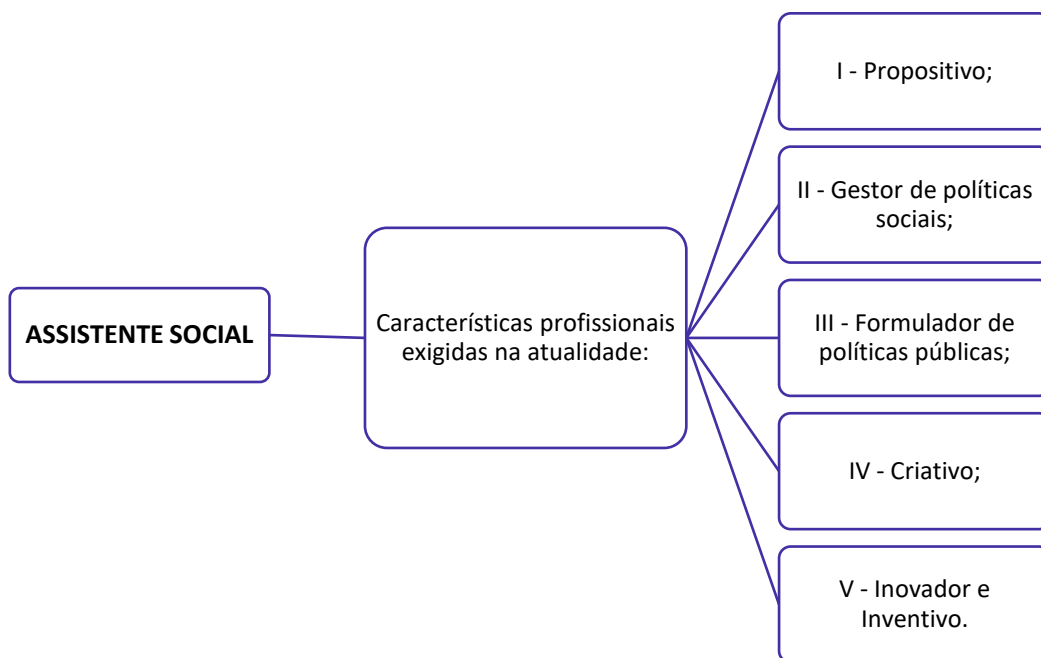 ASSISTENTE SOCIAL
Características profissionais
exigidas na atualidade:
I - Propositivo;
II - Gestor de políticas
sociais;
III - Formulador de
políticas públicas;
IV - Criativo;
V - Inovador e
Inventivo.